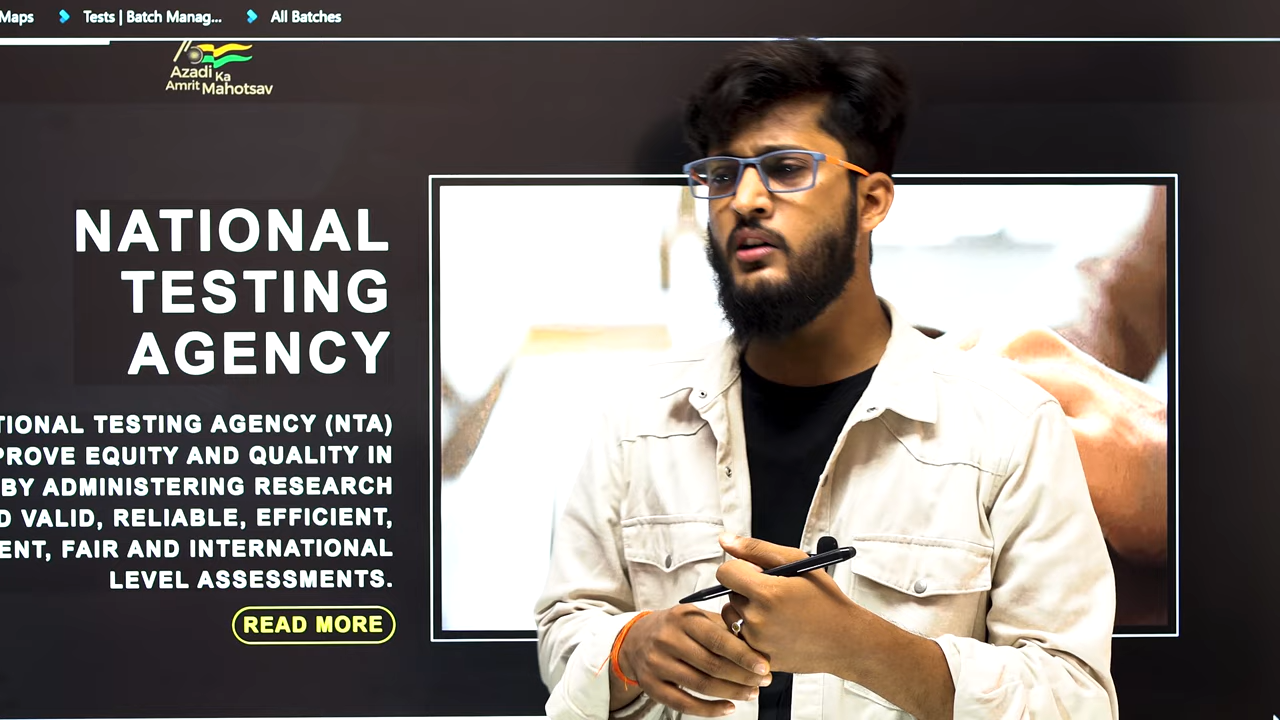 Maps
Tests | Batch Manag...
All Batches
Azadi Ka
Amrit Mahotsav
NATIONAL
TESTING
AGENCY
TIONAL TESTING AGENCY (NTA)
PROVE EQUITY AND QUALITY IN
BY ADMINISTERING RESEARCH
D VALID, RELIABLE, EFFICIENT,
ENT, FAIR AND INTERNATIONAL
LEVEL ASSESSMENTS.
READ MORE